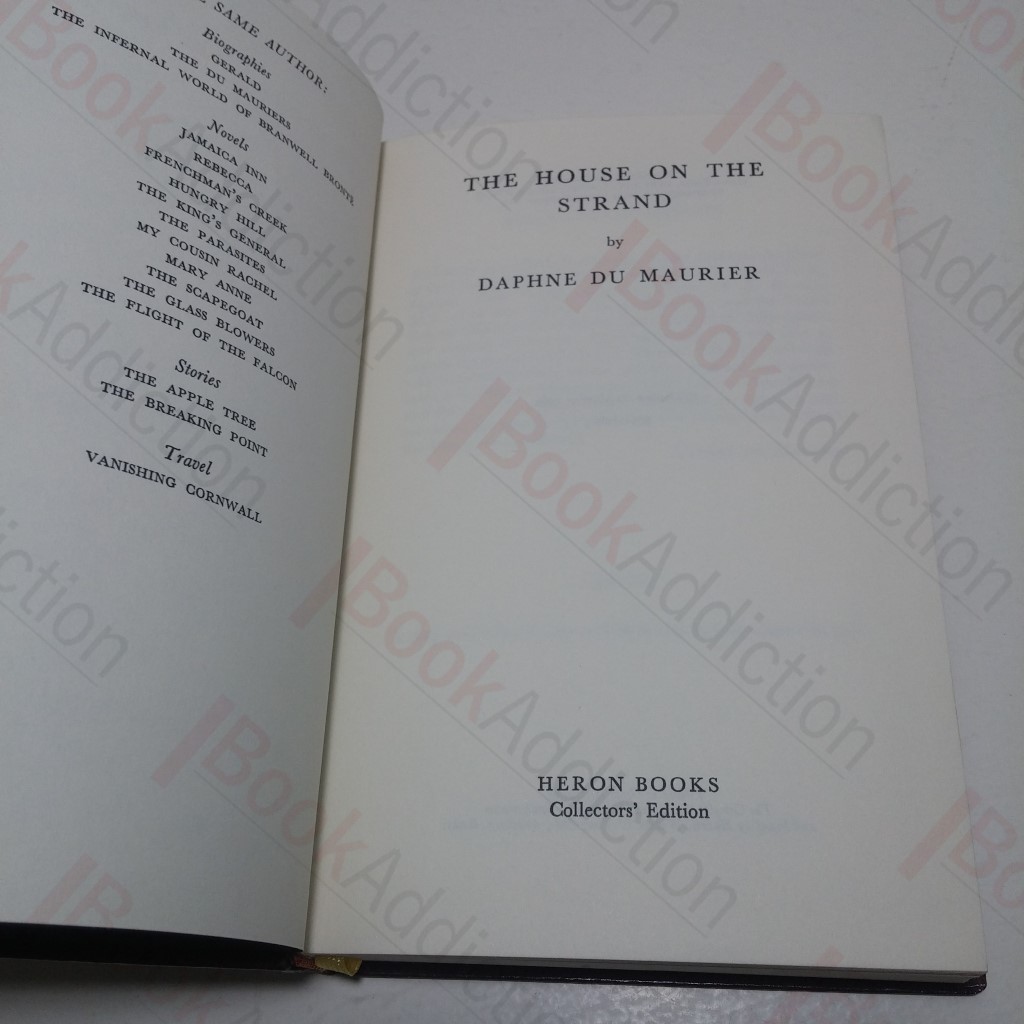 SAME AUTHOR:
Biographies
GERALD
THE DU MAURIERS
THE INFERNAL WORLD OF BRANWELL BRONTË
Novels
JAMAICA INN
REBECCA
FRENCHMAN'S CREEK
HUNGRY HILL
THE KING'S GENERAL
THE PARASITES
MY COUSIN RACHEL
MARY ANNE
THE SCAPEGOAT
THE GLASS BLOWERS
THE FLIGHT OF THE FALCON
Stories
THE APPLE TREE
THE BREAKING POINT
Travel
VANISHING CORNWALL
THE HOUSE ON THE
STRAND
by
DAPHNE DU MAURIER
HERON BOOKS
Collectors' Edition
BookAddiction